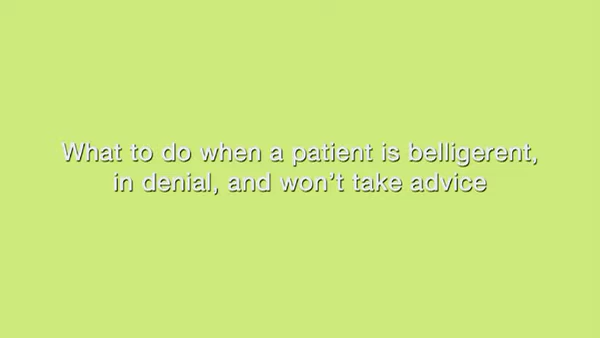 What to do when a patient is belligerent,
in denial, and won’t take advice